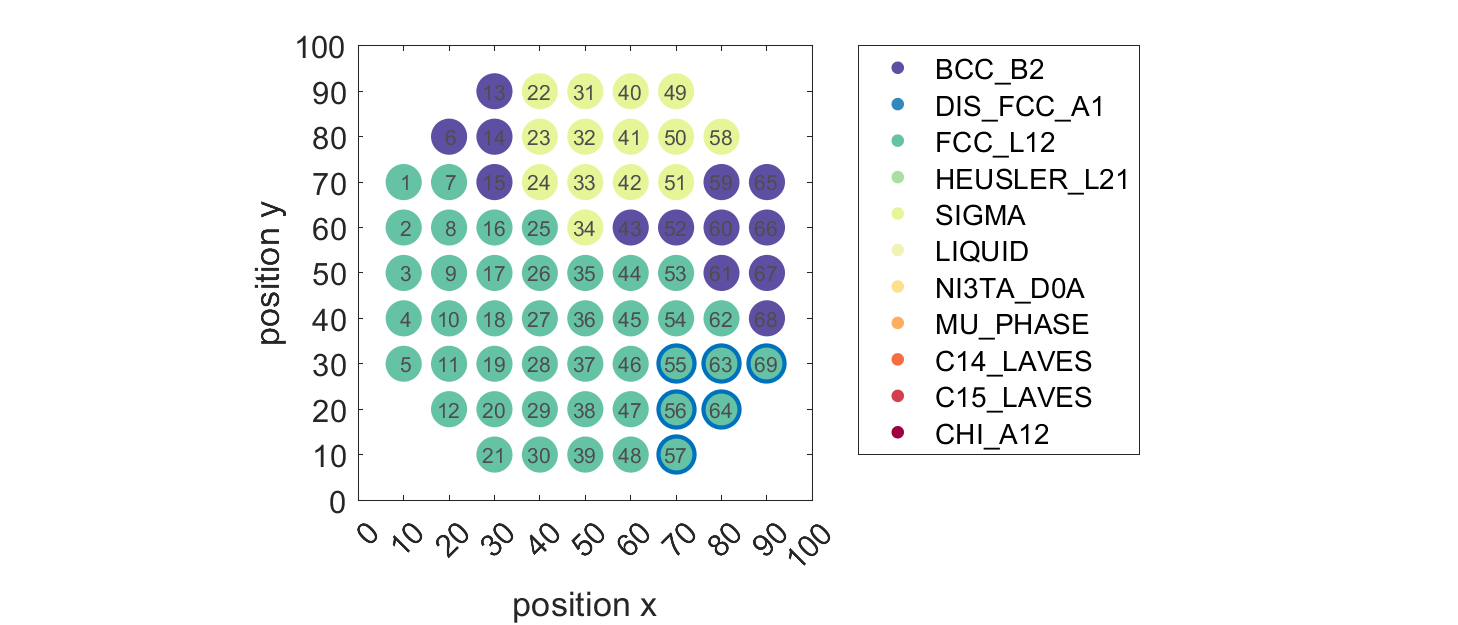 100
90
80
70
60
50
40
30
20
10
0
position y
13 22 31 40 49
6 14 23 32 41 50 58
1 7 15 24 33 42 51 59 65
2 8 16 25 34 43 52 60 66
3 9 17 26 35 44 53 61 67
4 10 18 27 36 45 54 62 68
5 11 19 28 37 46 55 63 69
12 20 29 38 47 56 64
21 30 39 48 57
0 10 20 30 40 50 60 70 80 90 100
position x
BCC_B2
DIS_FCC_A1
FCC_L12
HEUSLER_L21
SIGMA
LIQUID
NI3TA_D0A
MU_PHASE
C14_LAVES
C15_LAVES
CHI_A12